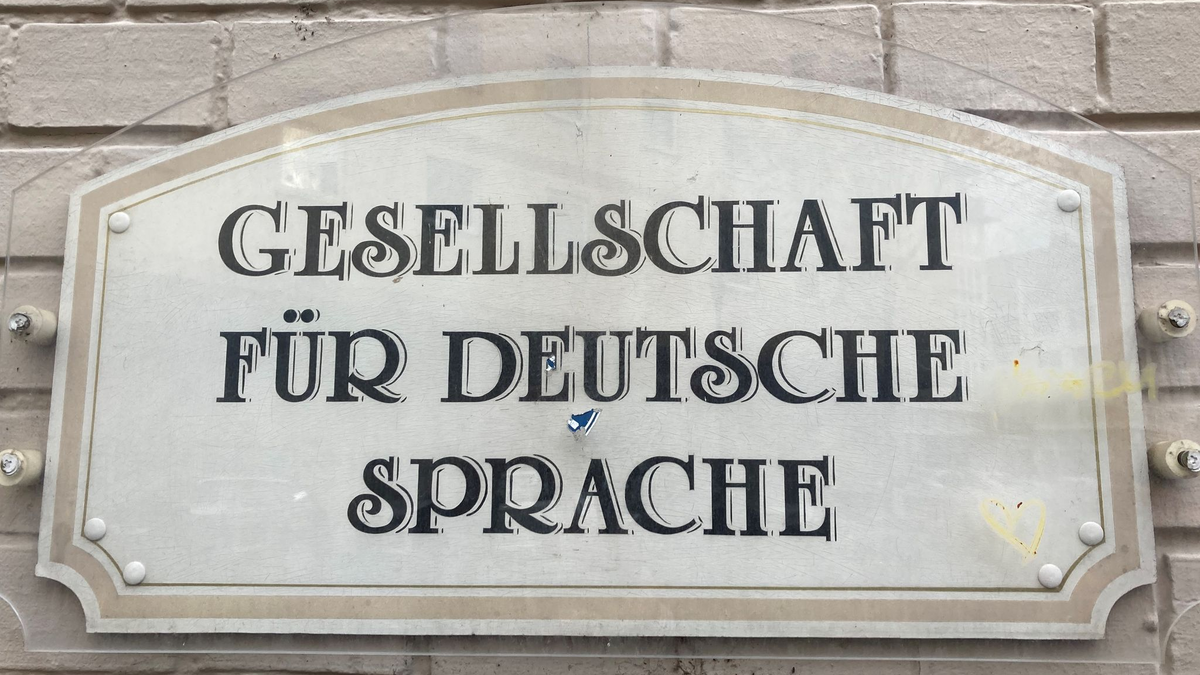 GESELLSCHAFT
FÜR DEUTSCHE
SPRACHE